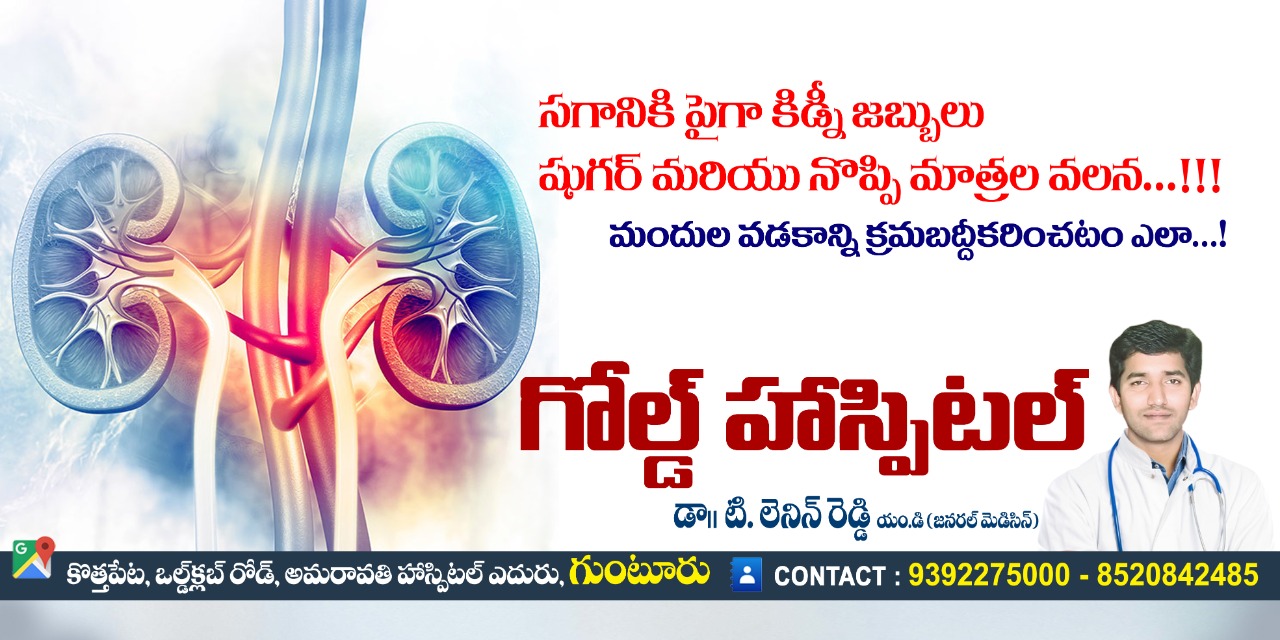 సగానికి పైగా కిడ్నీ జబ్బులు
షుగర్ మరియు నొప్పి మాత్రల వలన...!!!
మందుల వడకాన్ని క్రమబద్దీకరించటం ఎలా...!
గోల్డ్ హాస్పిటల్
డా|| టి. లెనిన్ రెడ్డి యం.డి (జనరల్ మెడిసిన్)
కొత్తపేట, ఒల్డ్‌క్లబ్ రోడ్, అమరావతి హాస్పిటల్ ఎదురు, గుంటూరు CONTACT : 9392275000 - 8520842485